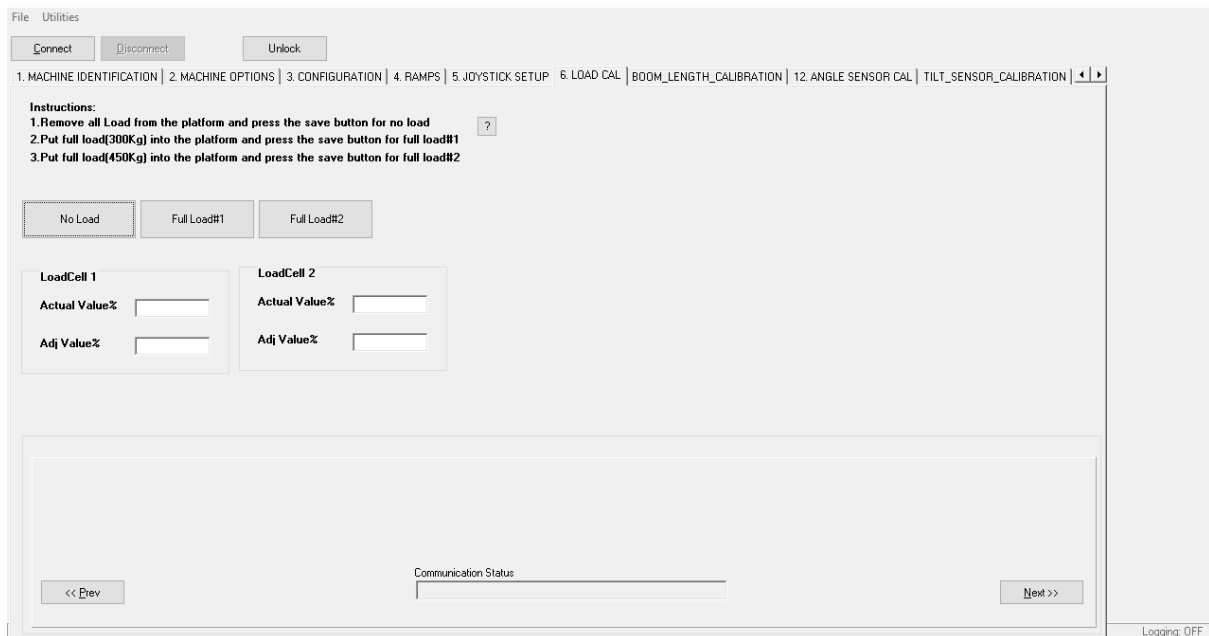 File Utilities
Connect Disconnect Unlock
1. MACHINE IDENTIFICATION 2. MACHINE OPTIONS 3. CONFIGURATION 4. RAMPS 5. JOYSTICK SETUP 6. LOAD CAL BOOM_LENGTH_CALIBRATION 12. ANGLE SENSOR CAL TILT_SENSOR_CALIBRATION
Instructions:
1.Remove all Load from the platform and press the save button for no load
?
2.Put full load(300Kg) into the platform and press the save button for full load#1
3.Put full load(450Kg) into the platform and press the save button for full load#2
No Load Full Load#1 Full Load#2
LoadCell 1
Actual Value%
Adj Value%
LoadCell 2
Actual Value%
Adj Value%
Communication Status
<< Prev Next >>
Logging: OFF